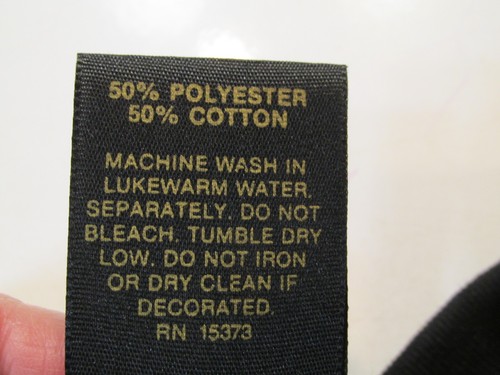 50% POLYESTER
50% COTTON
MACHINE WASH IN
LUKEWARM WATER.
SEPARATELY. DO NOT
BLEACH. TUMBLE DRY
LOW. DO NOT IRON
OR DRY CLEAN IF
DECORATED.
RN 15373